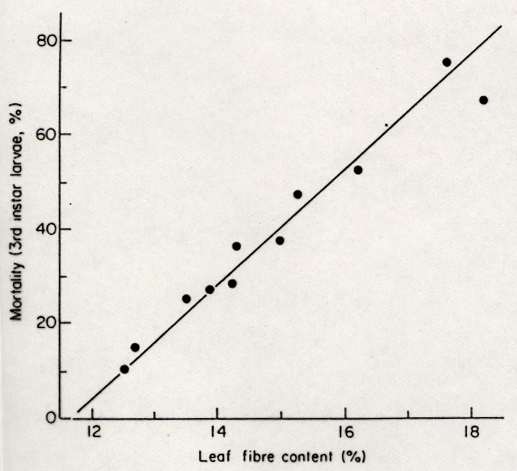 Mortality (3rd instar larvae, %)
80
60
40
20
0
12 14 16 18
Leaf fibre content (%)